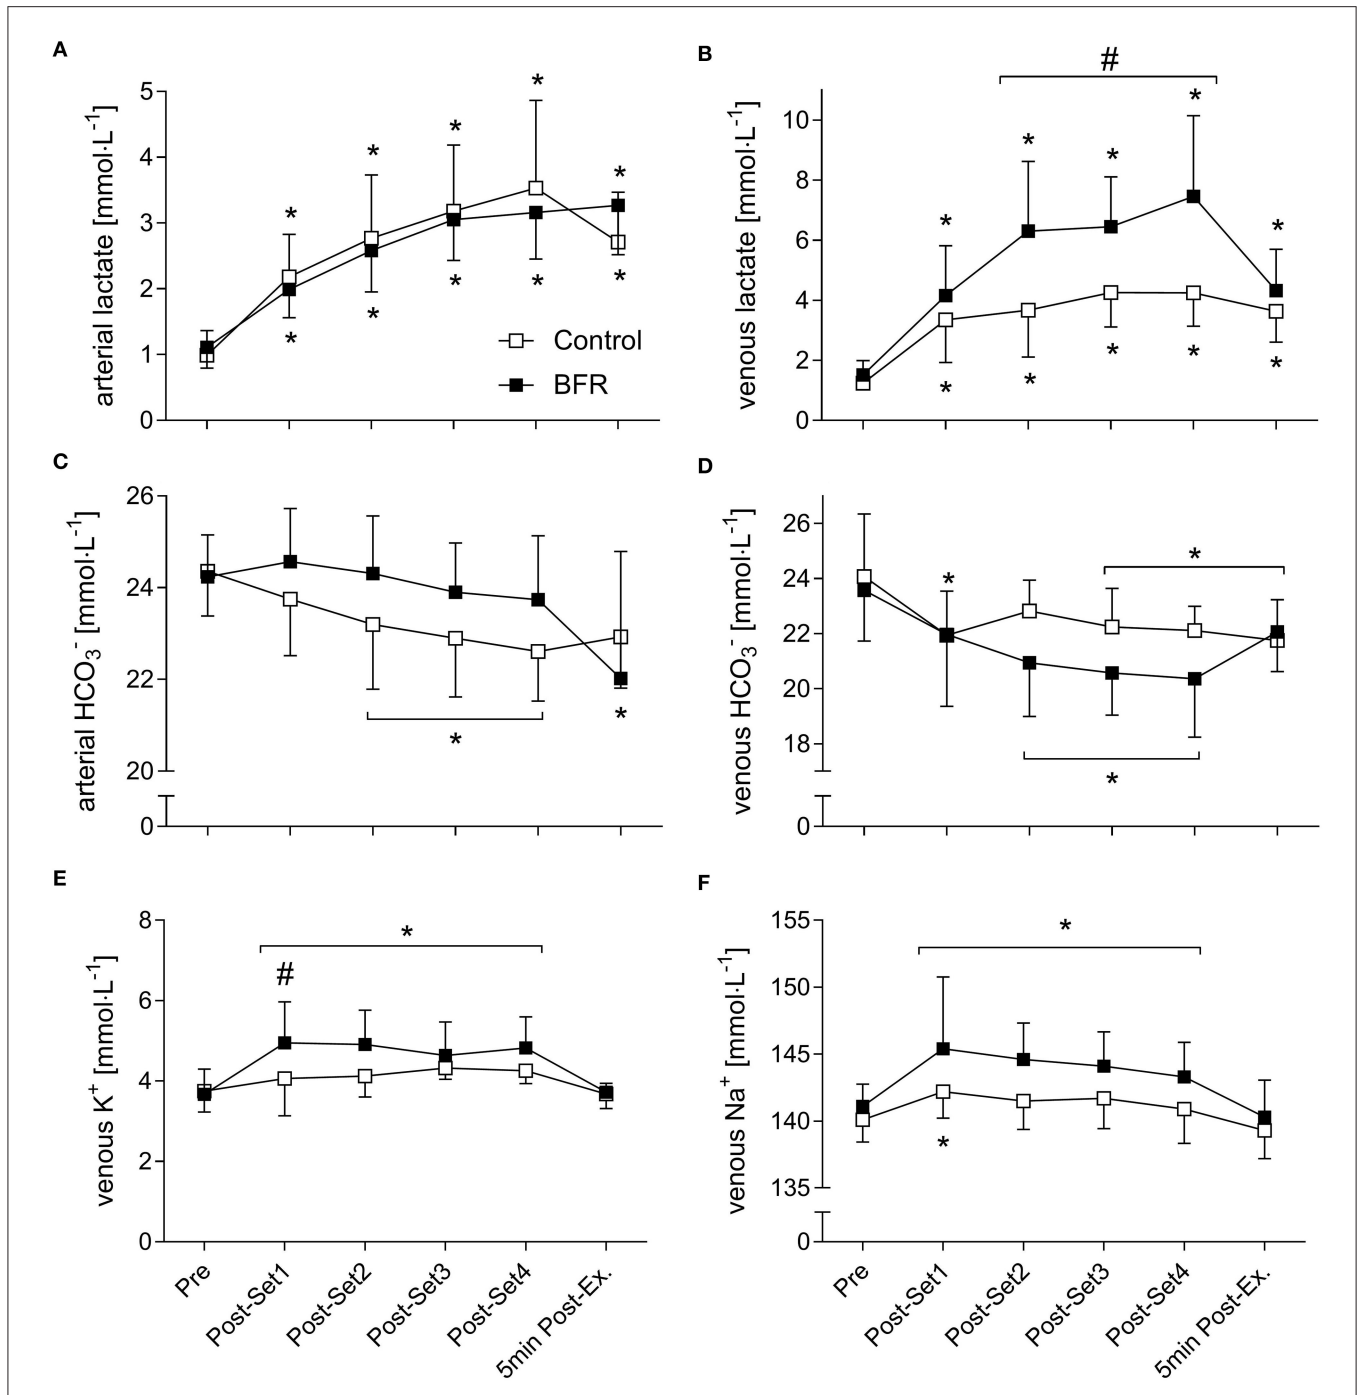 A
arterial lactate [mmol·L⁻¹]
5
4
3
2
1
0
* * * * *
* * * * *
Control
BFR
B
venous lactate [mmol·L⁻¹]
10
8
6
4
2
0
#
* * * * *
* * * * *
C
arterial HCO₃⁻ [mmol·L⁻¹]
26
24
22
20
0
*
*
D
venous HCO₃⁻ [mmol·L⁻¹]
26
24
22
20
18
0
*
*
*
E
venous K⁺ [mmol·L⁻¹]
8
6
4
2
0
*
#
Pre
Post-Set1
Post-Set2
Post-Set3
Post-Set4
5min Post-Ex.
F
venous Na⁺ [mmol·L⁻¹]
155
150
145
140
135
0
*
*
Pre
Post-Set1
Post-Set2
Post-Set3
Post-Set4
5min Post-Ex.